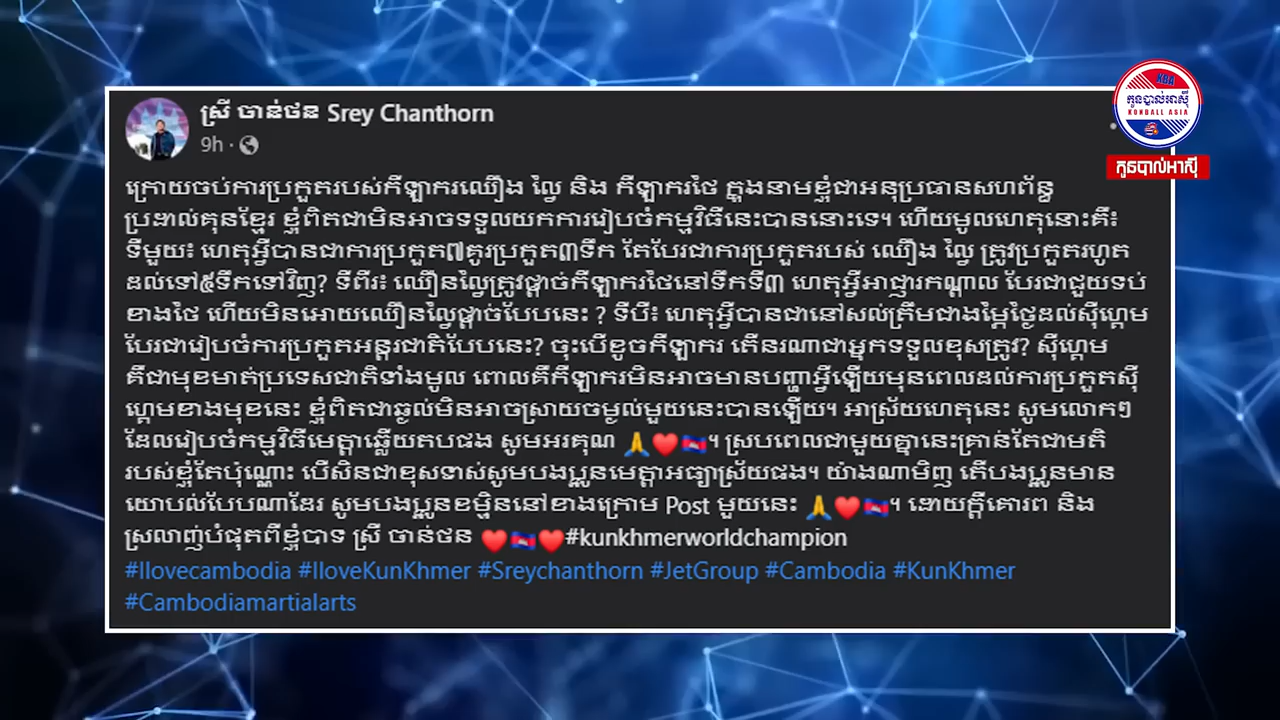 ស្រី ចាន់ថន Srey Chanthorn
9h ·
KBA
កូនបាល់អាស៊ី
KONBALL ASIA
កូនបាល់អាស៊ី
ក្រោយចប់ការប្រកួតរបស់កីឡាករឈឿង ល្វៃ និង កីឡាករថៃ ក្នុងនាមខ្ញុំជាអនុប្រធានសហព័ន្ធ
ប្រដាល់គុនខ្មែរ ខ្ញុំពិតជាមិនអាចទទួលយកការរៀបចំកម្មវិធីនេះបាននោះទេ។ ហើយមូលហេតុនោះគឺ៖
ទីមួយ៖ ហេតុអ្វីបានជាការប្រកួត៧គូរប្រកួត៣ទឹក តែបែរជាការប្រកួតរបស់ ឈឿង ល្វៃ ត្រូវប្រកួតរហូត
ដល់ទៅ៥ទឹកទៅវិញ? ទីពីរ៖ ឈឿនល្វៃត្រូវផ្ដាច់កីឡាករថៃនៅទឹកទី៣ ហេតុអ្វីអាជ្ញារកណ្ដាល បែរជាជួយទប់
ខាងថៃ ហើយមិនអោយឈឿនល្វៃផ្ដាច់បែបនេះ ? ទីបី៖ ហេតុអ្វីបានជានៅសល់ត្រឹមជាងម្ភៃថ្ងៃដល់ស៊ីហ្គេម
បែរជារៀបចំការប្រកួតអន្តរជាតិបែបនេះ? ចុះបើខូចកីឡាករ តើនរណាជាអ្នកទទួលខុសត្រូវ? ស៊ីហ្គេម
គឺជាមុខមាត់ប្រទេសជាតិទាំងមូល ពោលគឺកីឡាករមិនអាចមានបញ្ហាអ្វីឡើយមុនពេលដល់ការប្រកួតស៊ី
ហ្គេមខាងមុខនេះ ខ្ញុំពិតជាឆ្ងល់មិនអាចស្រាយចម្ងល់មួយនេះបានឡើយ។ អាស្រ័យហេតុនេះ សូមលោកៗ
ដែលរៀបចំកម្មវិធីមេត្តាឆ្លើយតបផង សូមអរគុណ 🙏❤️🇰🇭។ ស្របពេលជាមួយគ្នានេះគ្រាន់តែជាមតិ
របស់ខ្ញុំតែប៉ុណ្ណោះ បើសិនជាខុសទាស់សូមបងប្អូនមេត្តាអធ្យាស្រ័យផង។ យ៉ាងណាមិញ តើបងប្អូនមាន
យោបល់បែបណាដែរ សូមបងប្អូនខមមិននៅខាងក្រោម Post មួយនេះ 🙏❤️🇰🇭។ ដោយក្ដីគោរព និង
ស្រលាញ់បំផុតពីខ្ញុំបាទ ស្រី ចាន់ថន ❤️🇰🇭❤️#kunkhmerworldchampion
#Ilovecambodia #IloveKunKhmer #Sreychanthorn #JetGroup #Cambodia #KunKhmer
#Cambodiamartialarts